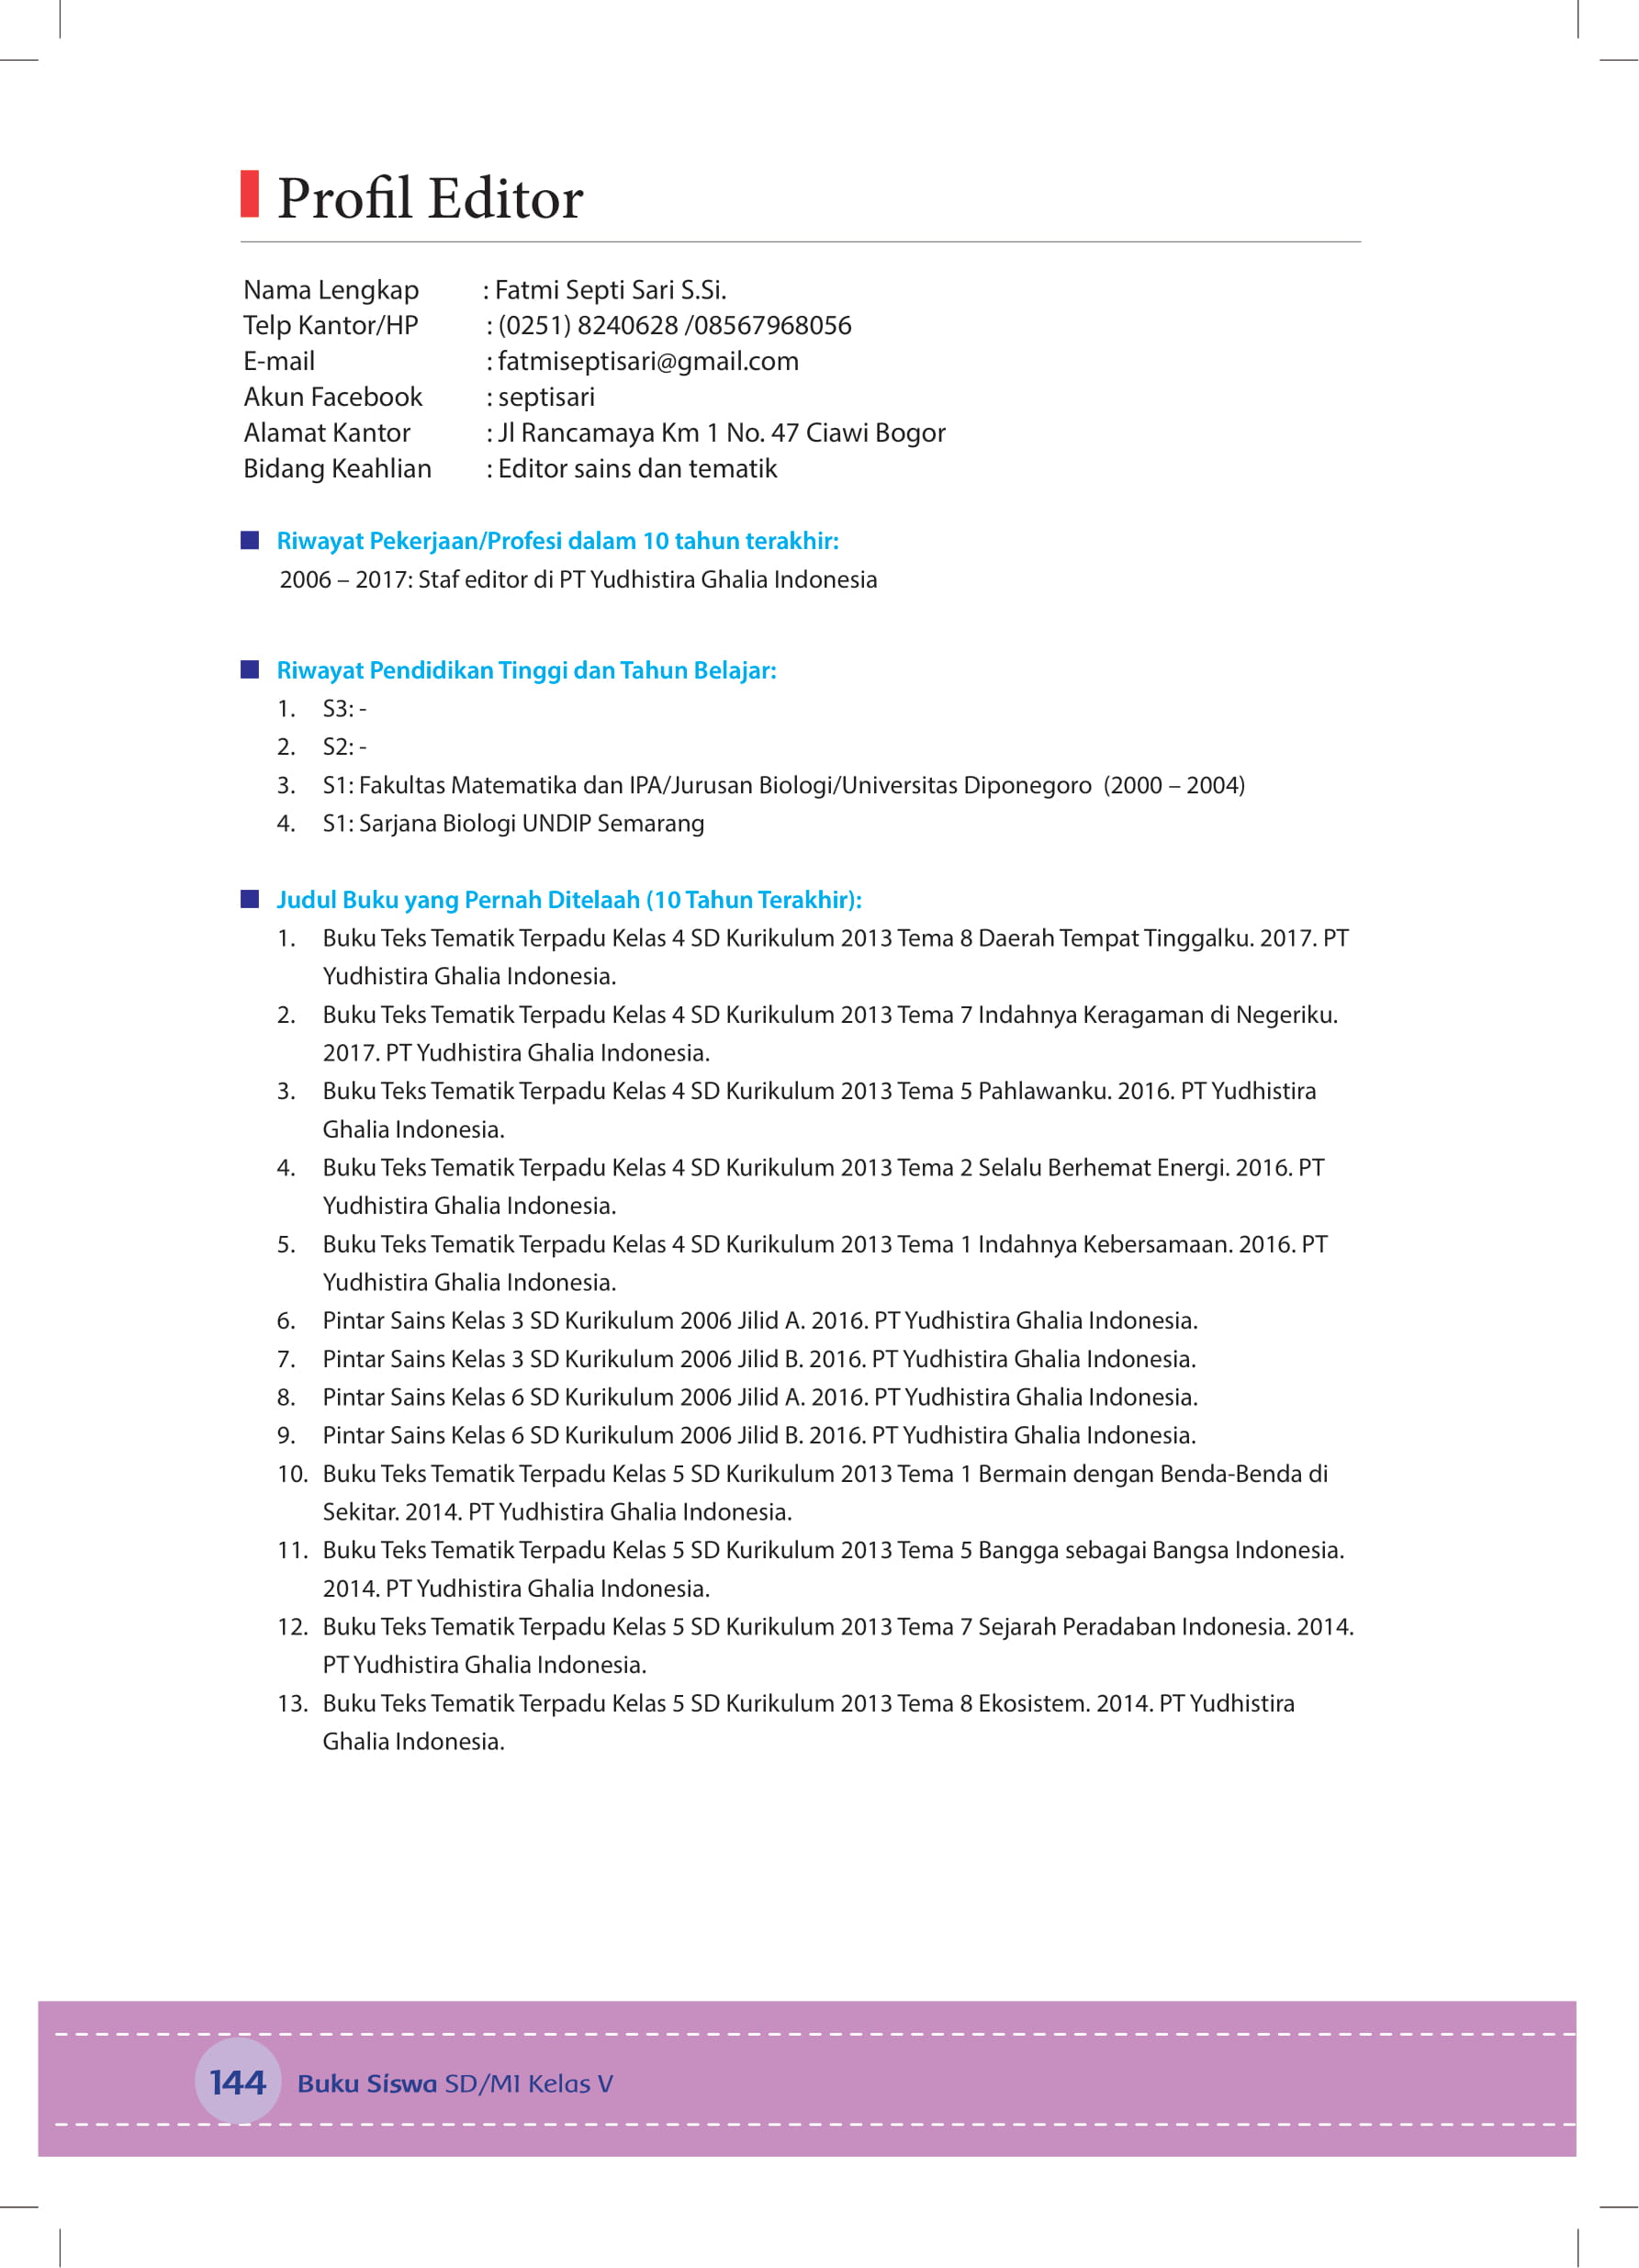 Profil Editor
Nama Lengkap : Fatmi Septi Sari S.Si.
Telp Kantor/HP : (0251) 8240628 /08567968056
E-mail : fatmiseptisari@gmail.com
Akun Facebook : septisari
Alamat Kantor : Jl Rancamaya Km 1 No. 47 Ciawi Bogor
Bidang Keahlian : Editor sains dan tematik
Riwayat Pekerjaan/Profesi dalam 10 tahun terakhir:
2006 – 2017: Staf editor di PT Yudhistira Ghalia Indonesia
Riwayat Pendidikan Tinggi dan Tahun Belajar:
1. S3: -
2. S2: -
3. S1: Fakultas Matematika dan IPA/Jurusan Biologi/Universitas Diponegoro (2000 – 2004)
4. S1: Sarjana Biologi UNDIP Semarang
Judul Buku yang Pernah Ditelaah (10 Tahun Terakhir):
1. Buku Teks Tematik Terpadu Kelas 4 SD Kurikulum 2013 Tema 8 Daerah Tempat Tinggalku. 2017. PT
Yudhistira Ghalia Indonesia.
2. Buku Teks Tematik Terpadu Kelas 4 SD Kurikulum 2013 Tema 7 Indahnya Keragaman di Negeriku.
2017. PT Yudhistira Ghalia Indonesia.
3. Buku Teks Tematik Terpadu Kelas 4 SD Kurikulum 2013 Tema 5 Pahlawanku. 2016. PT Yudhistira
Ghalia Indonesia.
4. Buku Teks Tematik Terpadu Kelas 4 SD Kurikulum 2013 Tema 2 Selalu Berhemat Energi. 2016. PT
Yudhistira Ghalia Indonesia.
5. Buku Teks Tematik Terpadu Kelas 4 SD Kurikulum 2013 Tema 1 Indahnya Kebersamaan. 2016. PT
Yudhistira Ghalia Indonesia.
6. Pintar Sains Kelas 3 SD Kurikulum 2006 Jilid A. 2016. PT Yudhistira Ghalia Indonesia.
7. Pintar Sains Kelas 3 SD Kurikulum 2006 Jilid B. 2016. PT Yudhistira Ghalia Indonesia.
8. Pintar Sains Kelas 6 SD Kurikulum 2006 Jilid A. 2016. PT Yudhistira Ghalia Indonesia.
9. Pintar Sains Kelas 6 SD Kurikulum 2006 Jilid B. 2016. PT Yudhistira Ghalia Indonesia.
10. Buku Teks Tematik Terpadu Kelas 5 SD Kurikulum 2013 Tema 1 Bermain dengan Benda-Benda di
Sekitar. 2014. PT Yudhistira Ghalia Indonesia.
11. Buku Teks Tematik Terpadu Kelas 5 SD Kurikulum 2013 Tema 5 Bangga sebagai Bangsa Indonesia.
2014. PT Yudhistira Ghalia Indonesia.
12. Buku Teks Tematik Terpadu Kelas 5 SD Kurikulum 2013 Tema 7 Sejarah Peradaban Indonesia. 2014.
PT Yudhistira Ghalia Indonesia.
13. Buku Teks Tematik Terpadu Kelas 5 SD Kurikulum 2013 Tema 8 Ekosistem. 2014. PT Yudhistira
Ghalia Indonesia.
144 Buku Siswa SD/MI Kelas V